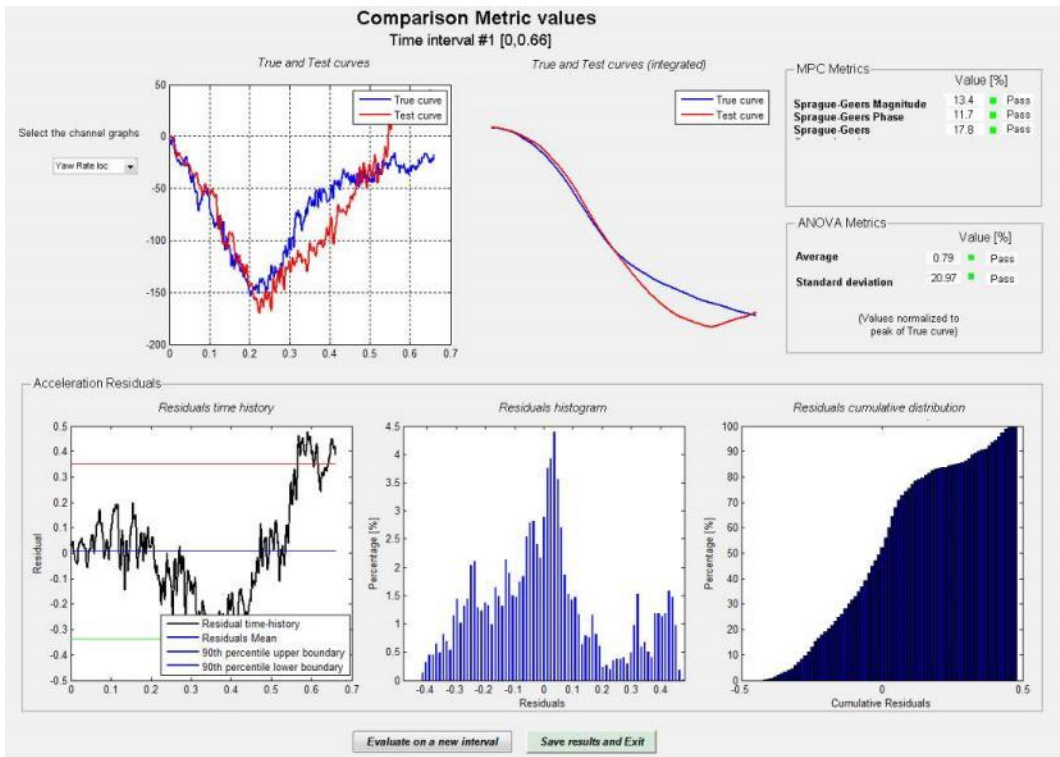 Comparison Metric values
Time interval #1 [0,0.66]
True and Test curves
True and Test curves (integrated)
Select the channel graphs
Yaw Rate loc
True curve
Test curve
50
0
-50
-100
-150
-200
0 0.1 0.2 0.3 0.4 0.5 0.6 0.7
True curve
Test curve
MPC Metrics
Value [%]
Sprague-Geers Magnitude 13.4 Pass
Sprague-Geers Phase 11.7 Pass
Sprague-Geers 17.8 Pass
ANOVA Metrics
Value [%]
Average 0.79 Pass
Standard deviation 20.97 Pass
(Values normalized to
peak of True curve)
Acceleration Residuals
Residuals time history
Residual
0.5
0.4
0.3
0.2
0.1
0
-0.1
-0.2
-0.3
-0.4
-0.5
0 0.1 0.2 0.3 0.4 0.5 0.6 0.7
Residual time-history
Residuals Mean
90th percentile upper boundary
90th percentile lower boundary
Residuals histogram
Percentage [%]
4.5
4
3.5
3
2.5
2
1.5
1
0.5
0
-0.4 -0.3 -0.2 -0.1 0 0.1 0.2 0.3 0.4
Residuals
Residuals cumulative distribution
Percentage [%]
100
90
80
70
60
50
40
30
20
10
0
-0.5 0 0.5
Cumulative Residuals
Evaluate on a new interval
Save results and Exit